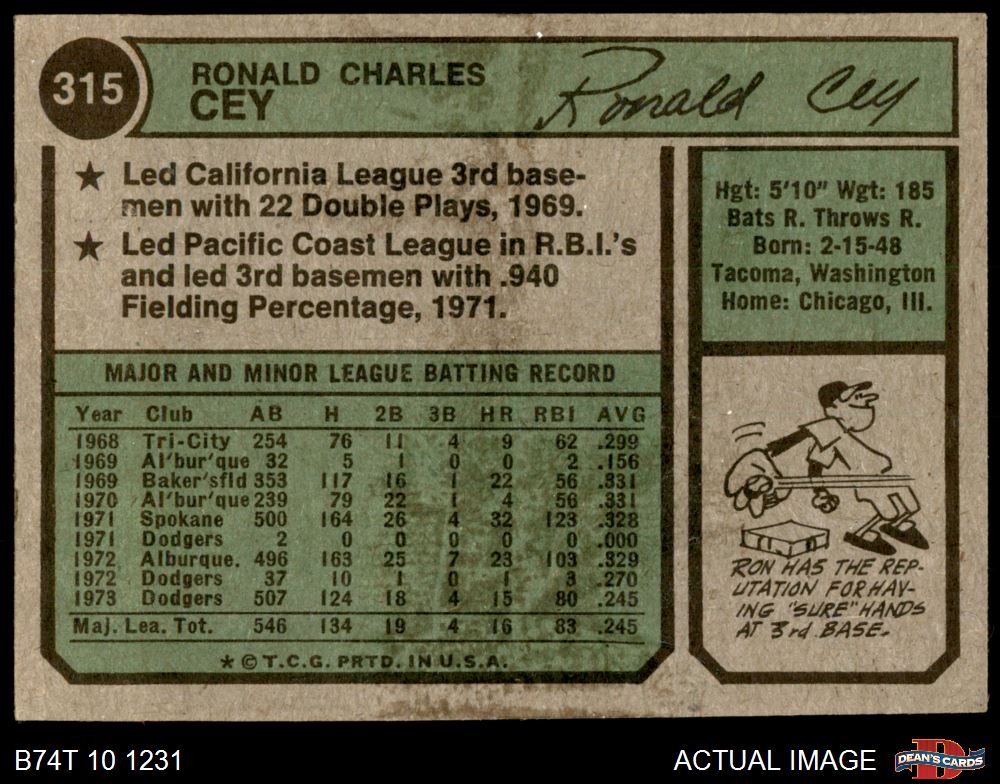 315
RONALD CHARLES
CEY
Ronald Cey
★ Led California League 3rd base-
men with 22 Double Plays, 1969.
★ Led Pacific Coast League in R.B.I.'s
and led 3rd basemen with .940
Fielding Percentage, 1971.
Hgt: 5'10" Wgt: 185
Bats R. Throws R.
Born: 2-15-48
Tacoma, Washington
Home: Chicago, Ill.
MAJOR AND MINOR LEAGUE BATTING RECORD
Year Club AB H 2B 3B HR RBI AVG
1968 Tri-City 254 76 11 4 9 62 .299
1969 Al'bur'que 32 5 1 0 0 2 .156
1969 Baker'sfld 353 117 16 1 22 56 .331
1970 Al'bur'que 239 79 22 1 4 56 .331
1971 Spokane 500 164 26 4 32 123 .328
1971 Dodgers 2 0 0 0 0 0 .000
1972 Alburque. 496 163 25 7 23 103 .329
1972 Dodgers 37 10 1 0 1 3 .270
1973 Dodgers 507 124 18 4 15 80 .245
Maj. Lea. Tot. 546 134 19 4 16 83 .245
★ © T.C.G. PRTD. IN U.S.A.
RON HAS THE REP-
UTATION FOR HAV-
ING "SURE" HANDS
AT 3rd BASE.
B74T 10 1231
ACTUAL IMAGE
D
DEAN'S CARDS